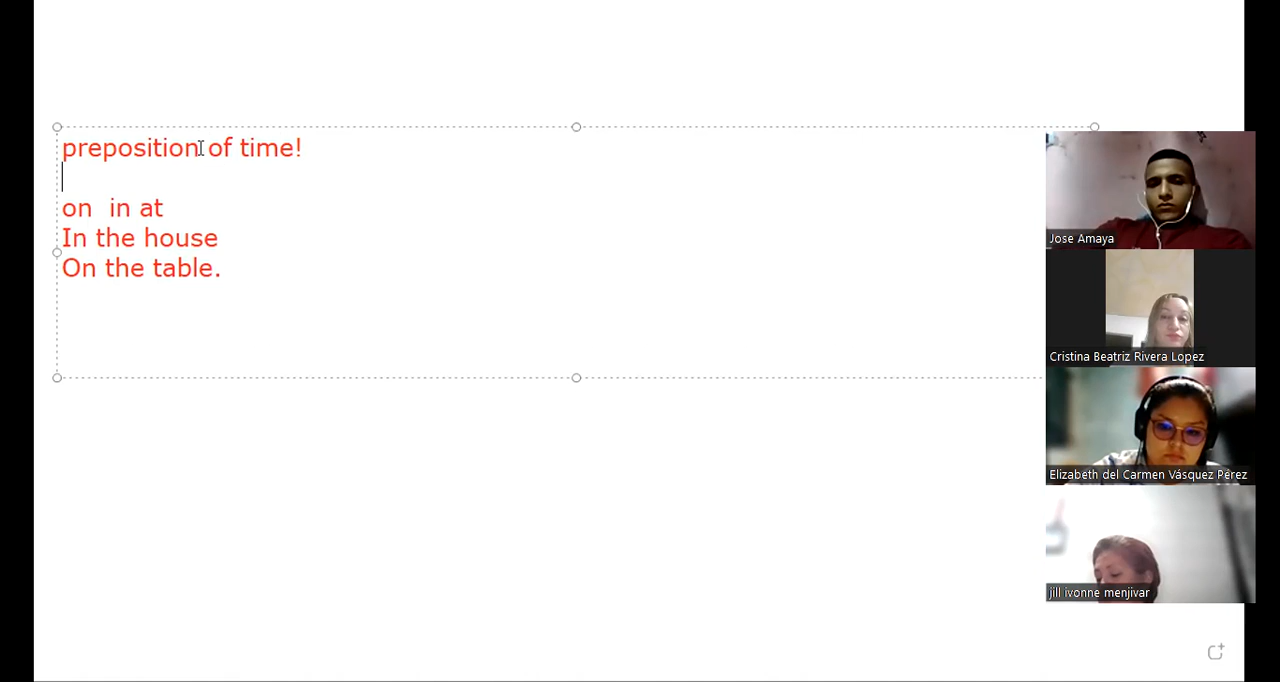 preposition of time!
on  in at
In the house
On the table.
Jose Amaya
Cristina Beatriz Rivera Lopez
Elizabeth del Carmen Vásquez Pérez
jill ivonne menjivar